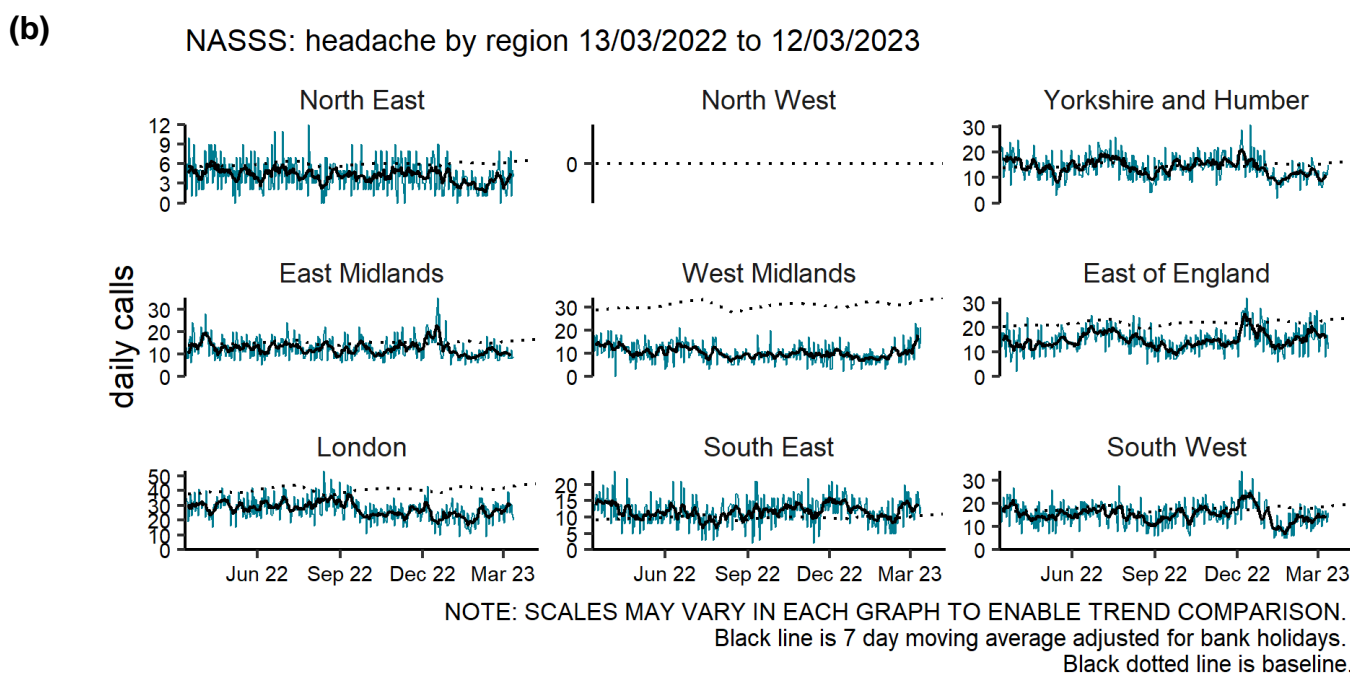 (b)
NASSS: headache by region 13/03/2022 to 12/03/2023
North East
North West
Yorkshire and Humber
12
9
6
3
0
0
30
20
10
0
East Midlands
West Midlands
East of England
daily calls
30
20
10
0
30
20
10
0
30
20
10
0
London
South East
South West
50
40
30
20
10
0
20
15
10
5
0
30
20
10
0
Jun 22 Sep 22 Dec 22 Mar 23
Jun 22 Sep 22 Dec 22 Mar 23
Jun 22 Sep 22 Dec 22 Mar 23
NOTE: SCALES MAY VARY IN EACH GRAPH TO ENABLE TREND COMPARISON.
Black line is 7 day moving average adjusted for bank holidays.
Black dotted line is baseline.